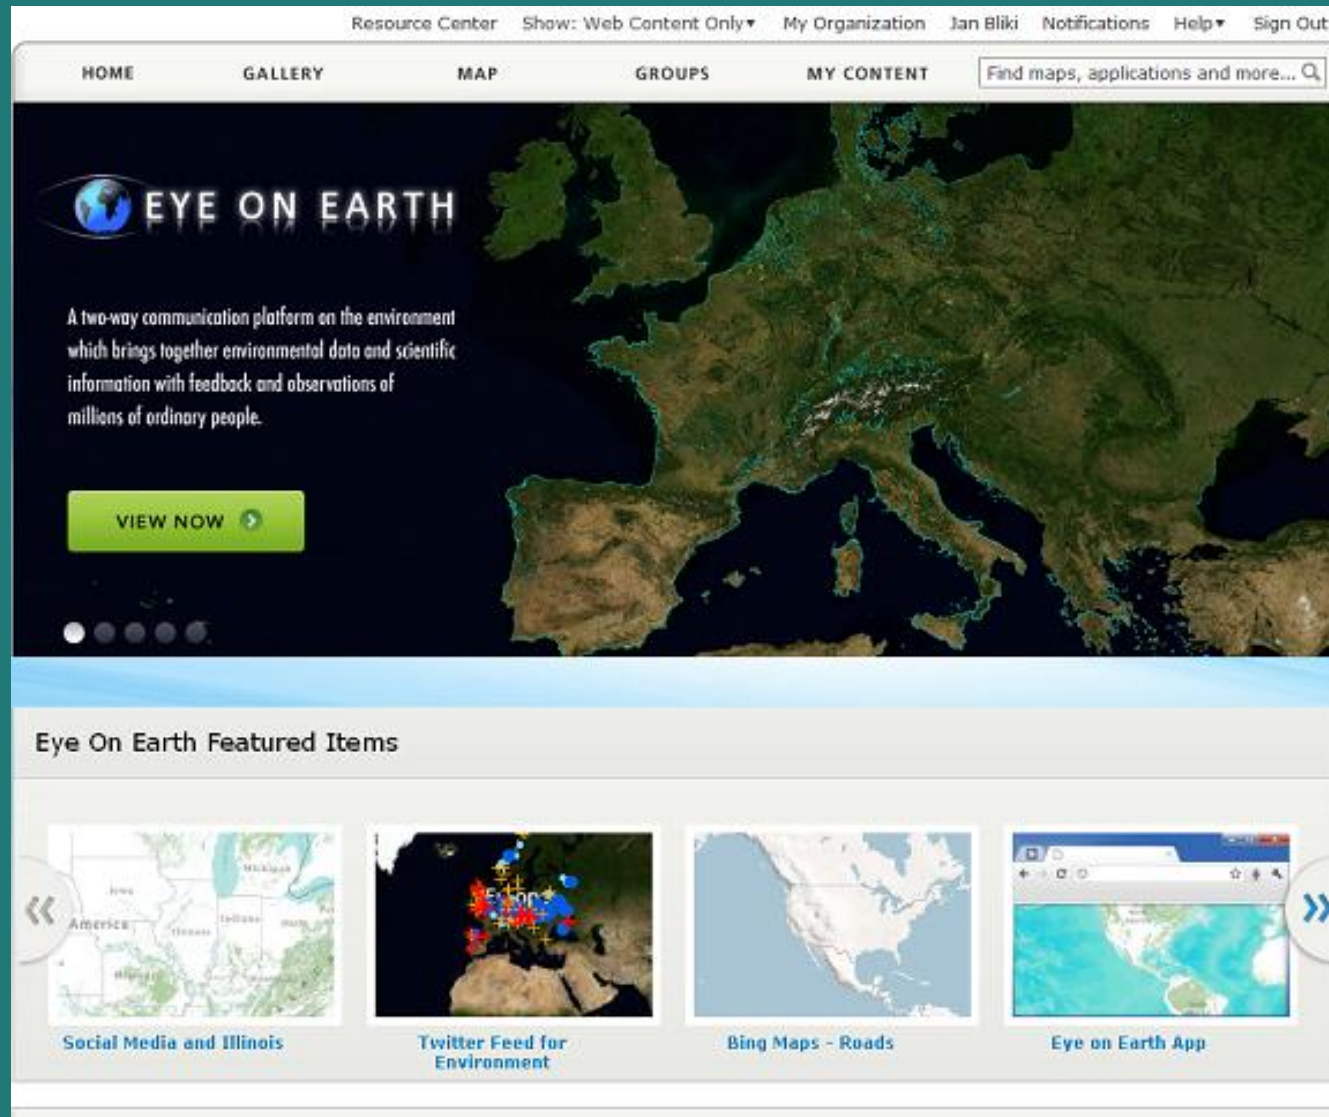 Resource Center Show: Web Content Only▾ My Organization Jan Bliki Notifications Help▾ Sign Out
HOME GALLERY MAP GROUPS MY CONTENT Find maps, applications and more...
EYE ON EARTH
A two-way communication platform on the environment
which brings together environmental data and scientific
information with feedback and observations of
millions of ordinary people.
VIEW NOW
Eye On Earth Featured Items
Michigan
Iowa
America Illinois Indiana
Social Media and Illinois
Twitter Feed for
Environment
Bing Maps - Roads
Eye on Earth App